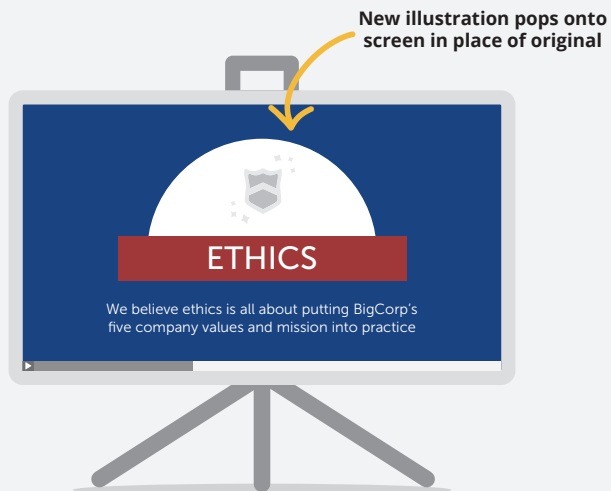 New illustration pops onto
screen in place of original
ETHICS
We believe ethics is all about putting BigCorp’s
five company values and mission into practice